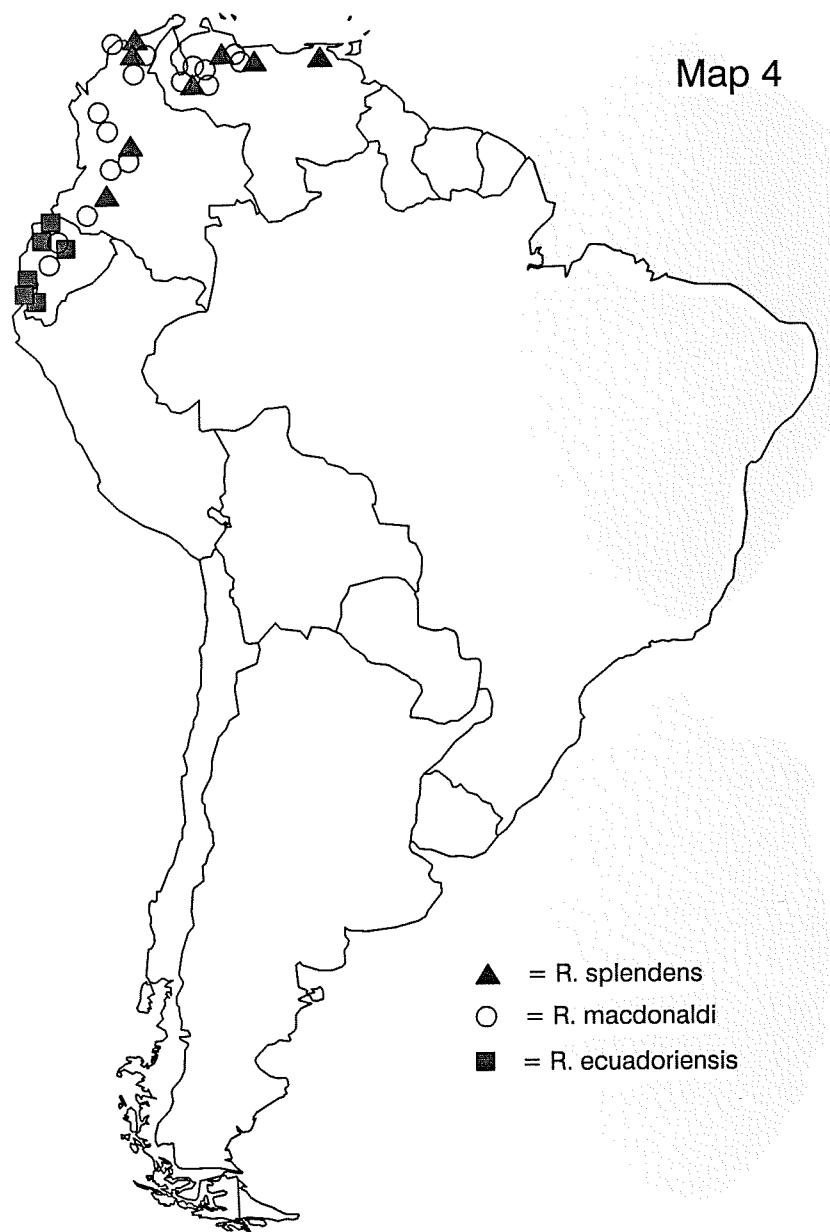 Map 4
▲ = R. splendens
○ = R. macdonaldi
■ = R. ecuadoriensis